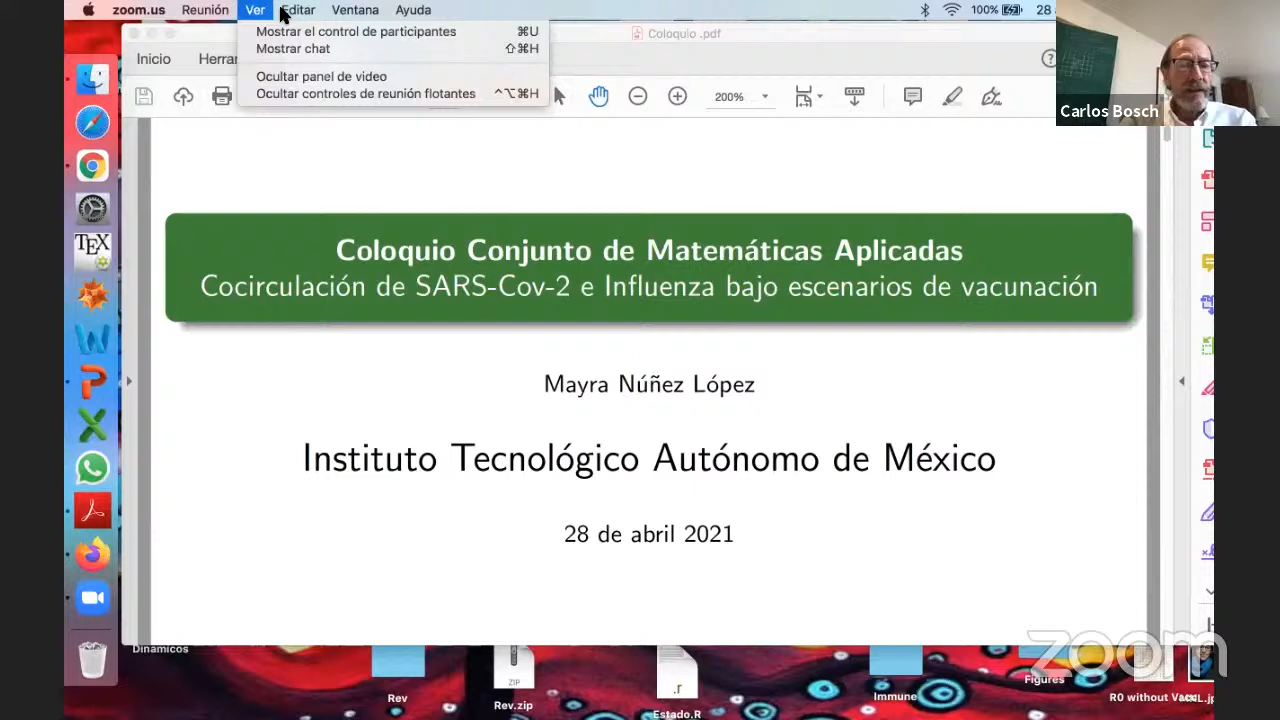 zoom.us Reunión Ver Editar Ventana Ayuda 100% 28
Mostrar el control de participantes ⌘U
Mostrar chat ⇧⌘H
Ocultar panel de video
Ocultar controles de reunión flotantes ^⌥⌘H
Coloquio .pdf
Inicio Herrar
200%
Carlos Bosch
TEX
Coloquio Conjunto de Matemáticas Aplicadas
Cocirculación de SARS-Cov-2 e Influenza bajo escenarios de vacunación
Mayra Núñez López
Instituto Tecnológico Autónomo de México
28 de abril 2021
zoom
Dinamicos
ZIP
.r
Rev
Rev.zip
Estado.R
Immune
Figures
R0 without Vacc